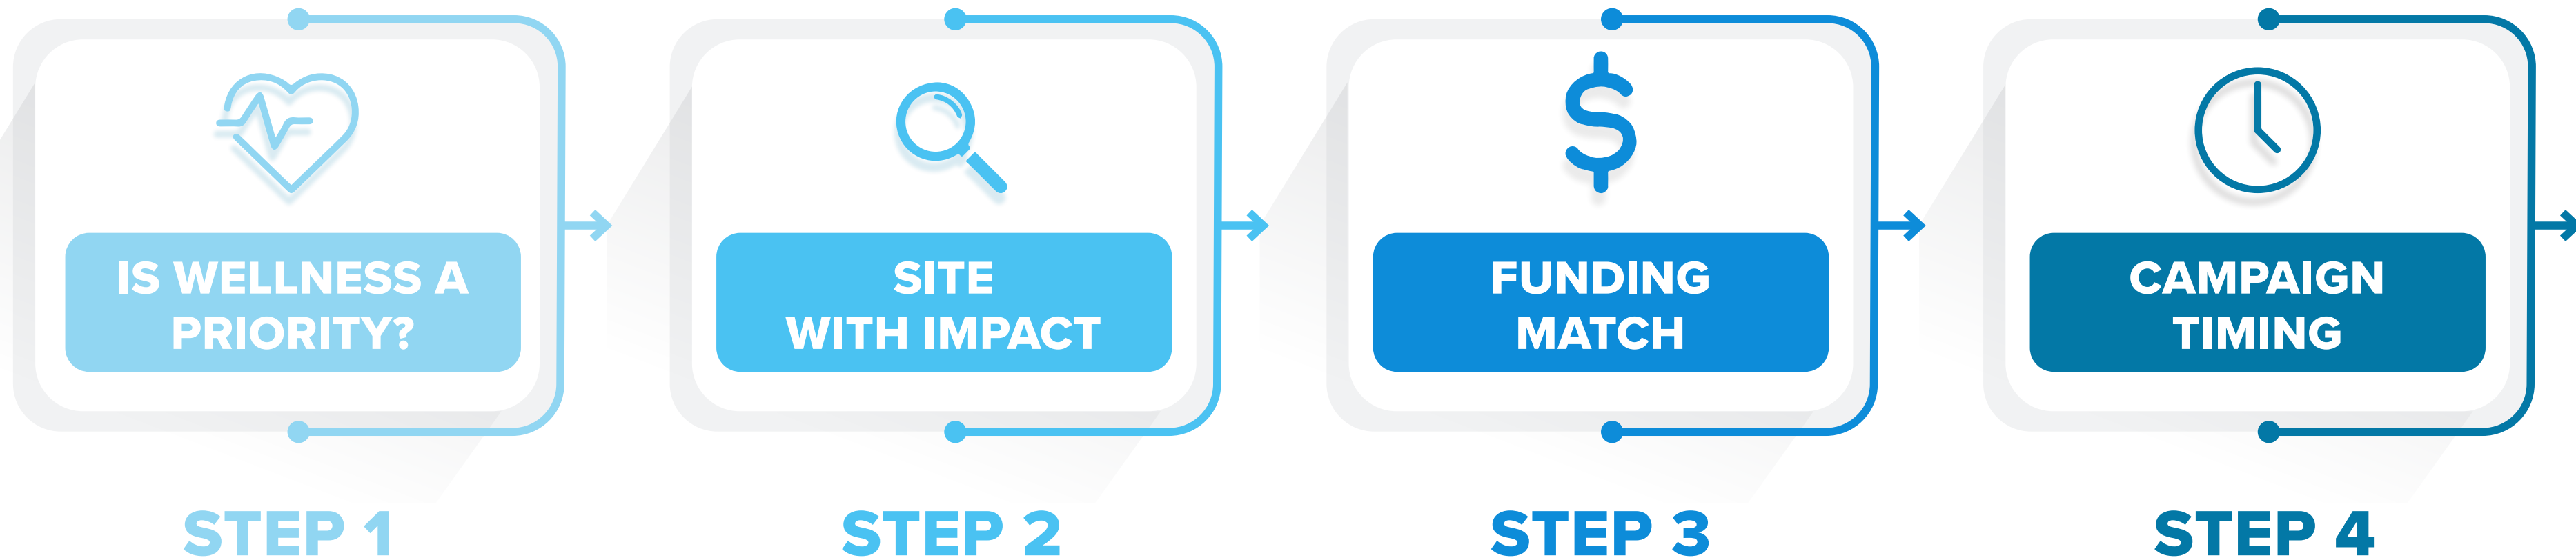 IS WELLNESS A
PRIORITY?
STEP 1
SITE
WITH IMPACT
STEP 2
FUNDING
MATCH
STEP 3
CAMPAIGN
TIMING
STEP 4